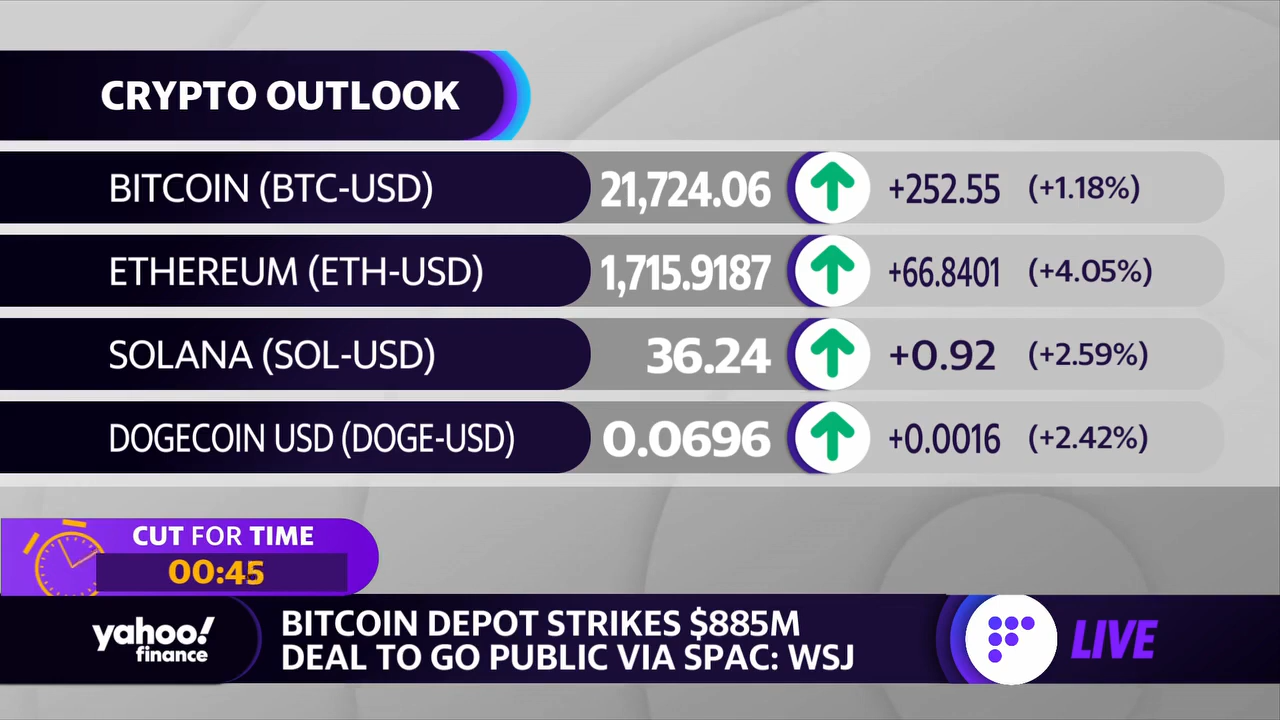 CRYPTO OUTLOOK
BITCOIN (BTC-USD) 21,724.06 +252.55 (+1.18%)
ETHEREUM (ETH-USD) 1,715.9187 +66.8401 (+4.05%)
SOLANA (SOL-USD) 36.24 +0.92 (+2.59%)
DOGECOIN USD (DOGE-USD) 0.0696 +0.0016 (+2.42%)
CUT FOR TIME
00:45
yahoo!
finance
BITCOIN DEPOT STRIKES $885M
DEAL TO GO PUBLIC VIA SPAC: WSJ
LIVE